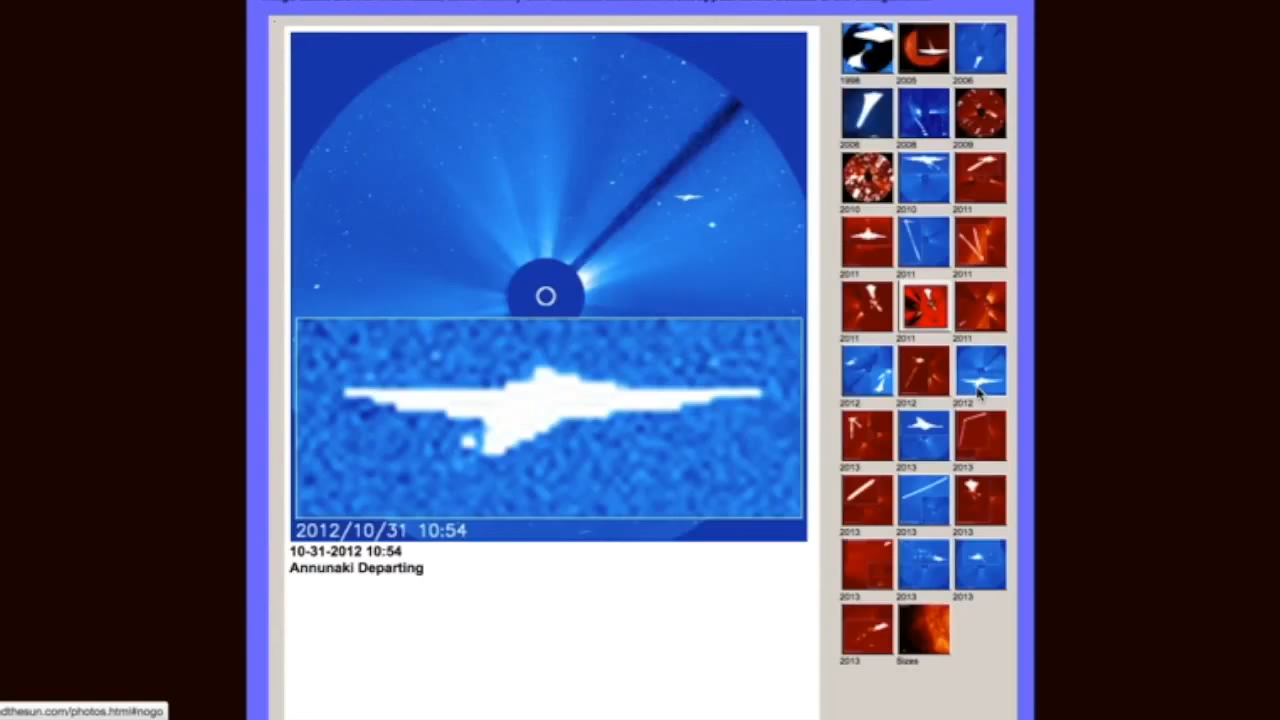 2012/10/31 10:54
10-31-2012 10:54
Annunaki Departing
1998 2005 2006
2006 2008 2009
2010 2010 2011
2011 2011 2011
2011 2011 2011
2012 2012 2012
2013 2013 2013
2013 2013 2013
2013 2013 2013
2013 Sizes
dthesun.com/photos.html#nogo